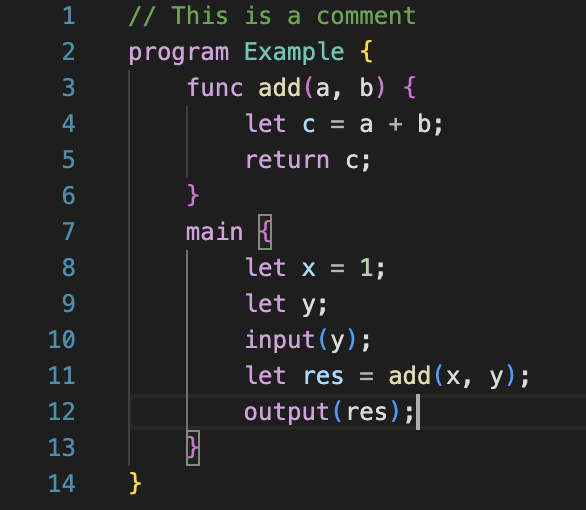 1 // This is a comment
2 program Example {
3     func add(a, b) {
4         let c = a + b;
5         return c;
6     }
7     main {
8         let x = 1;
9         let y;
10         input(y);
11         let res = add(x, y);
12         output(res);
13     }
14 }